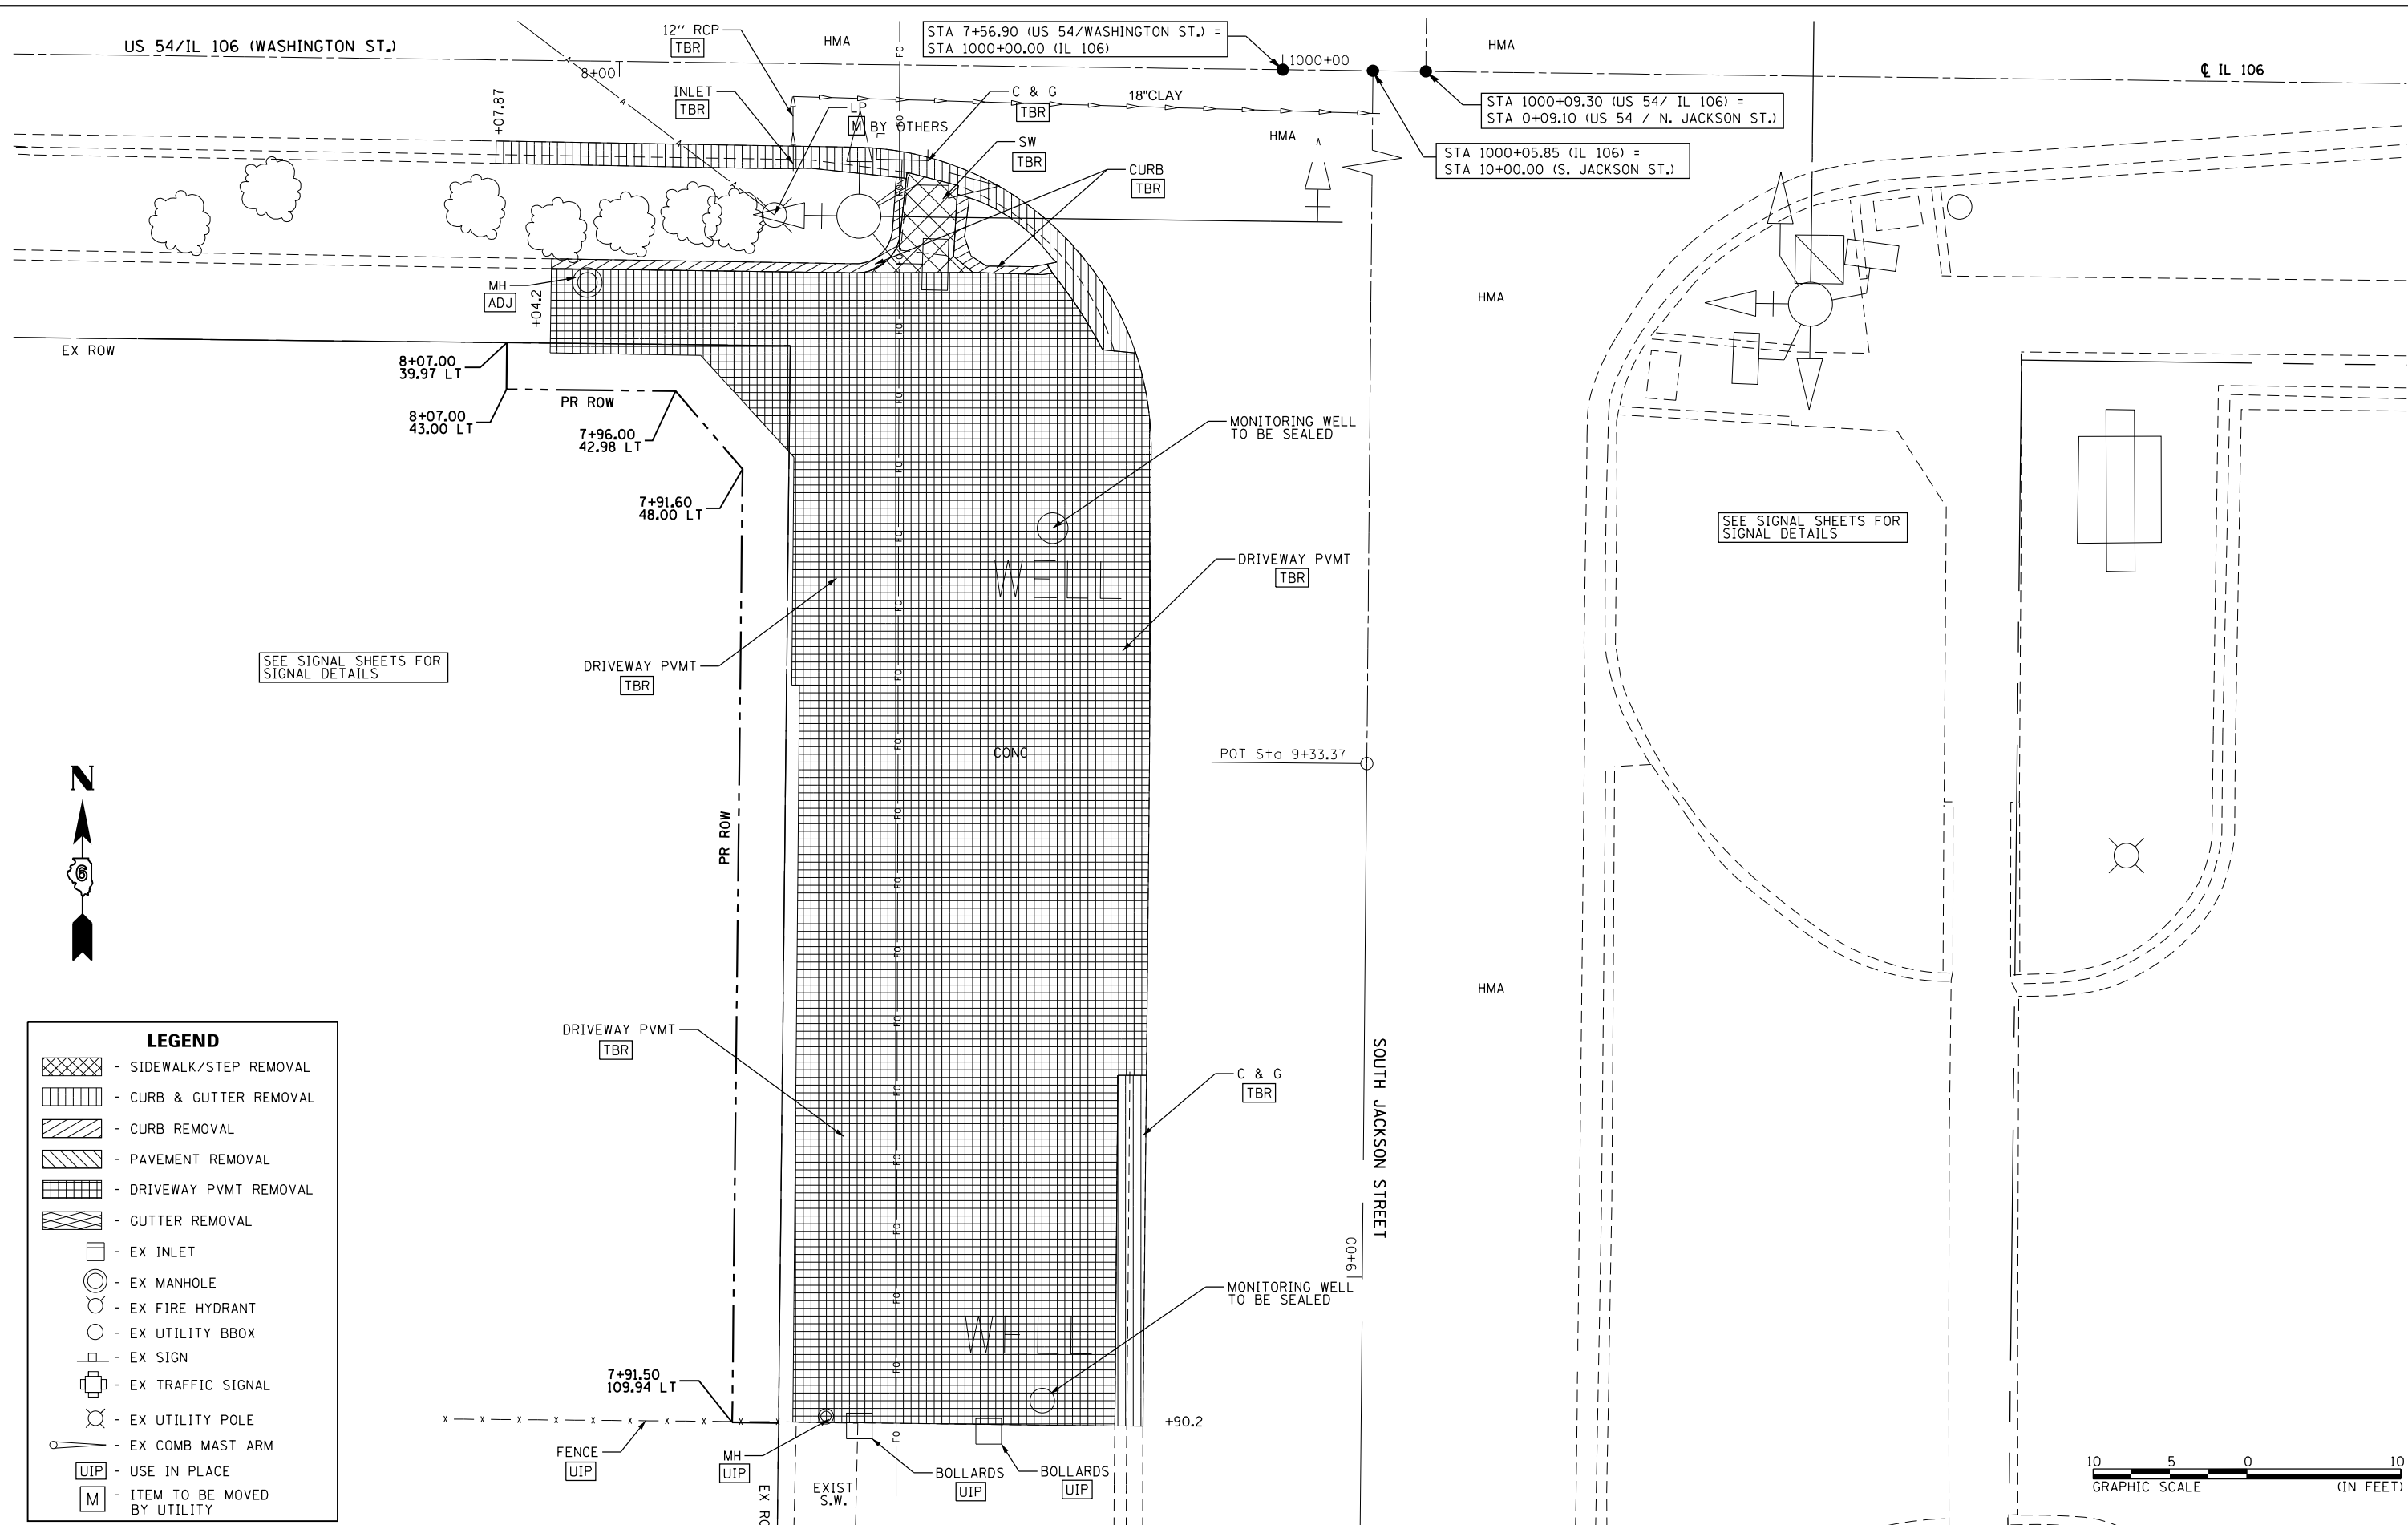 US 54/IL 106 (WASHINGTON ST.)
8+00
12'' RCP
TBR
HMA
STA 7+56.90 (US 54/WASHINGTON ST.) =
STA 1000+00.00 (IL 106)
1000+00
HMA
℄ IL 106
INLET
TBR
LP
M BY OTHERS
C & G
TBR
18"CLAY
HMA
STA 1000+09.30 (US 54/ IL 106) =
STA 0+09.10 (US 54 / N. JACKSON ST.)
STA 1000+05.85 (IL 106) =
STA 10+00.00 (S. JACKSON ST.)
+07.87
SW
TBR
CURB
TBR
MH
ADJ
+04.2
HMA
EX ROW
8+07.00
39.97 LT
8+07.00
43.00 LT
PR ROW
7+96.00
42.98 LT
7+91.60
48.00 LT
MONITORING WELL
TO BE SEALED
WELL
DRIVEWAY PVMT
TBR
SEE SIGNAL SHEETS FOR
SIGNAL DETAILS
SEE SIGNAL SHEETS FOR
SIGNAL DETAILS
DRIVEWAY PVMT
TBR
CONC
POT Sta 9+33.37
N
6
PR ROW
HMA
DRIVEWAY PVMT
TBR
C & G
TBR
SOUTH JACKSON STREET
9+00
MONITORING WELL
TO BE SEALED
WELL
7+91.50
109.94 LT
+90.2
FENCE
UIP
MH
UIP
EX RO
EXIST
S.W.
BOLLARDS
UIP
BOLLARDS
UIP
FO
LEGEND
- SIDEWALK/STEP REMOVAL
- CURB & GUTTER REMOVAL
- CURB REMOVAL
- PAVEMENT REMOVAL
- DRIVEWAY PVMT REMOVAL
- GUTTER REMOVAL
- EX INLET
- EX MANHOLE
- EX FIRE HYDRANT
- EX UTILITY BBOX
- EX SIGN
- EX TRAFFIC SIGNAL
- EX UTILITY POLE
- EX COMB MAST ARM
UIP - USE IN PLACE
M - ITEM TO BE MOVED
BY UTILITY
10 5 0 10
GRAPHIC SCALE (IN FEET)